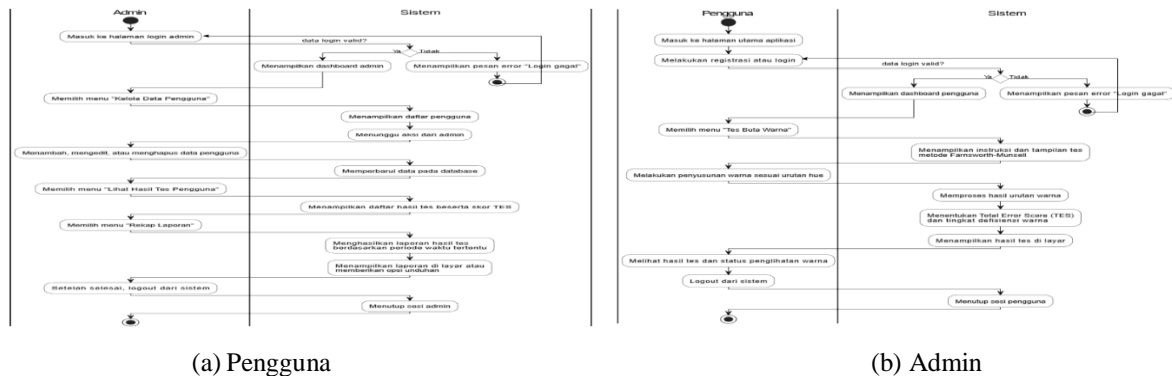 Admin
Sistem
Masuk ke halaman login admin
data login valid?
Ya
Tidak
Menampilkan dashboard admin
Menampilkan pesan error "Login gagal"
Memilih menu "Kelola Data Pengguna"
Menampilkan daftar pengguna
Menunggu aksi dari admin
Menambah, mengedit, atau menghapus data pengguna
Memperbarui data pada database
Memilih menu "Lihat Hasil Tes Pengguna"
Menampilkan daftar hasil tes beserta skor TES
Memilih menu "Rekap Laporan"
Menghasilkan laporan hasil tes
berdasarkan periode waktu tertentu
Menampilkan laporan di layar atau
memberikan opsi unduhan
Setelah selesai, logout dari sistem
Menutup sesi admin
Pengguna
Sistem
Masuk ke halaman utama aplikasi
Melakukan registrasi atau login
data login valid?
Ya
Tidak
Menampilkan dashboard pengguna
Menampilkan pesan error "Login gagal"
Memilih menu "Tes Buta Warna"
Menampilkan instruksi dan tampilan tes
metode Farnsworth-Munsell
Melakukan penyusunan warna sesuai urutan hue
Memproses hasil urutan warna
Menentukan Total Error Score (TES)
dan tingkat defisiensi warna
Menampilkan hasil tes di layar
Melihat hasil tes dan status penglihatan warna
Logout dari sistem
Menutup sesi pengguna
(a) Pengguna
(b) Admin